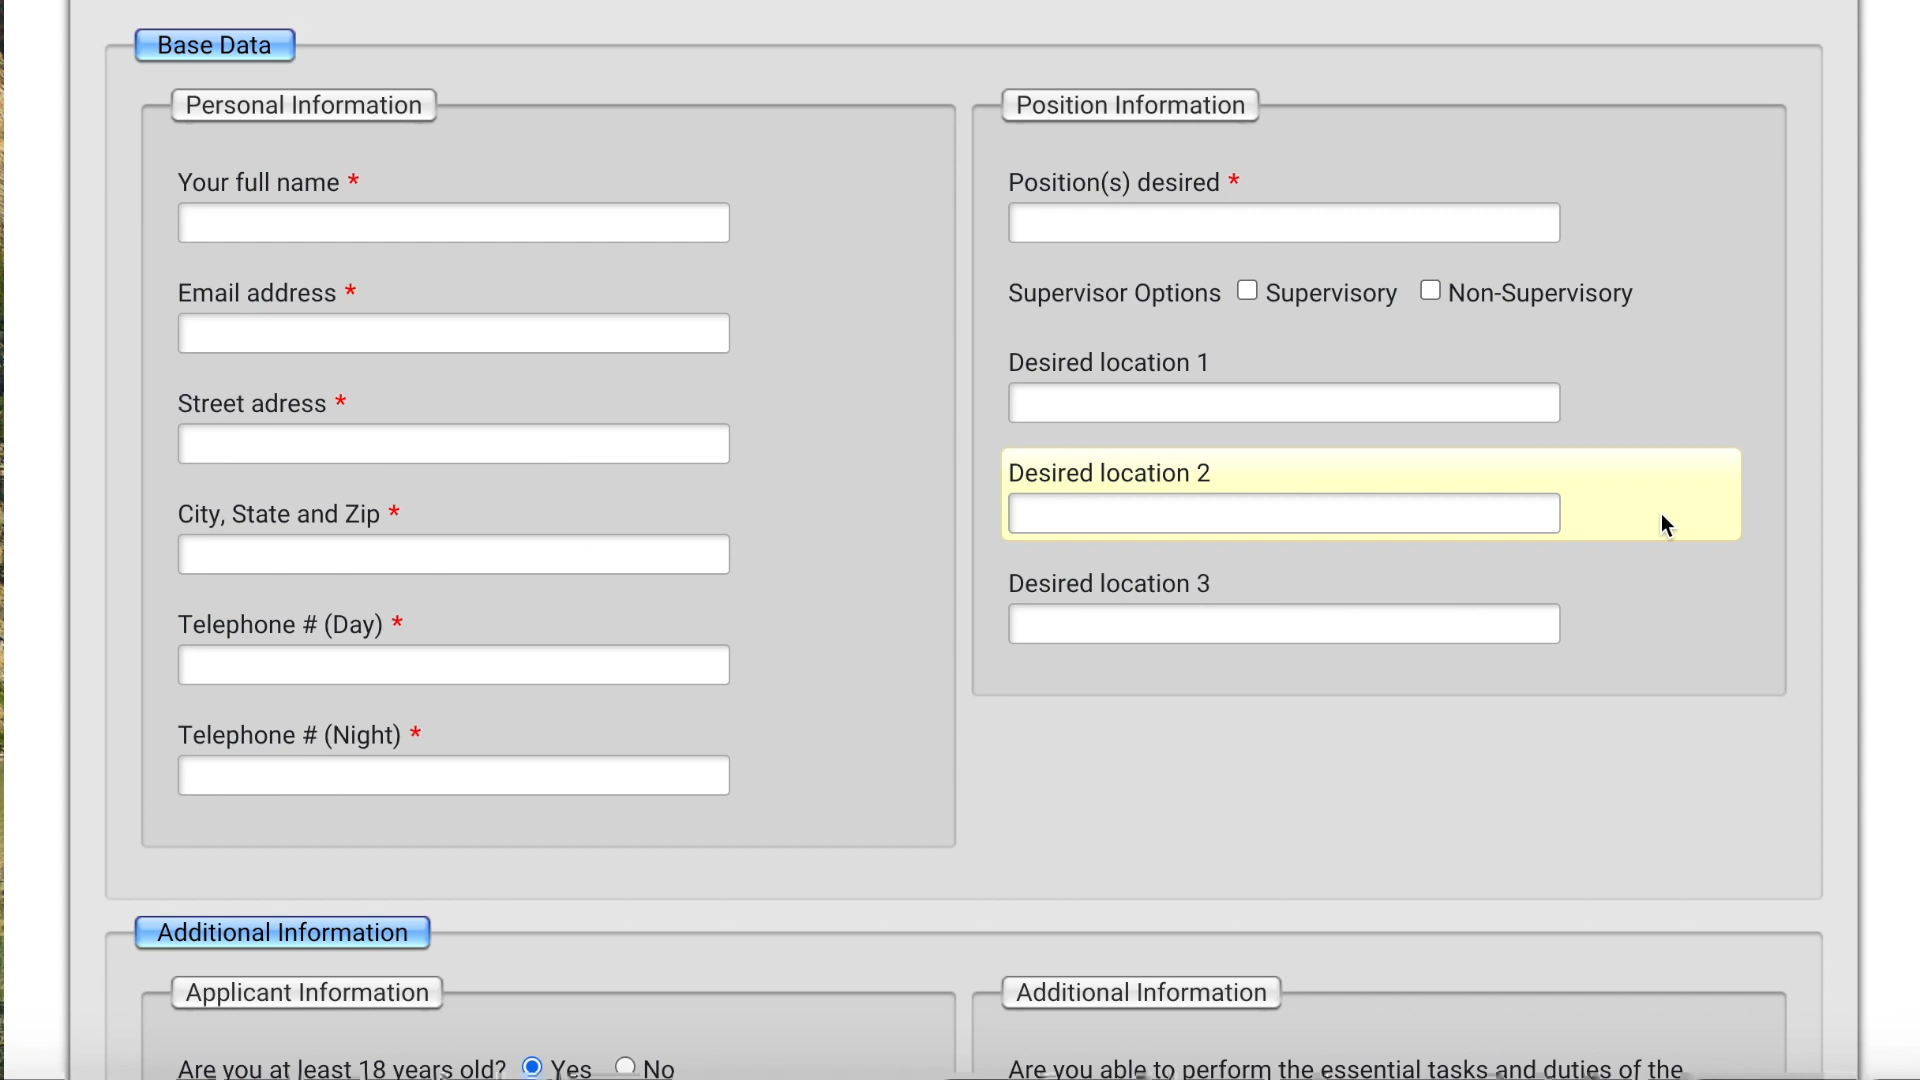 Base Data
Personal Information
Your full name *
Email address *
Street adress *
City, State and Zip *
Telephone # (Day) *
Telephone # (Night) *
Position Information
Position(s) desired *
Supervisor Options Supervisory Non-Supervisory
Desired location 1
Desired location 2
Desired location 3
Additional Information
Applicant Information
Are you at least 18 years old? Yes No
Additional Information
Are you able to perform the essential tasks and duties of the